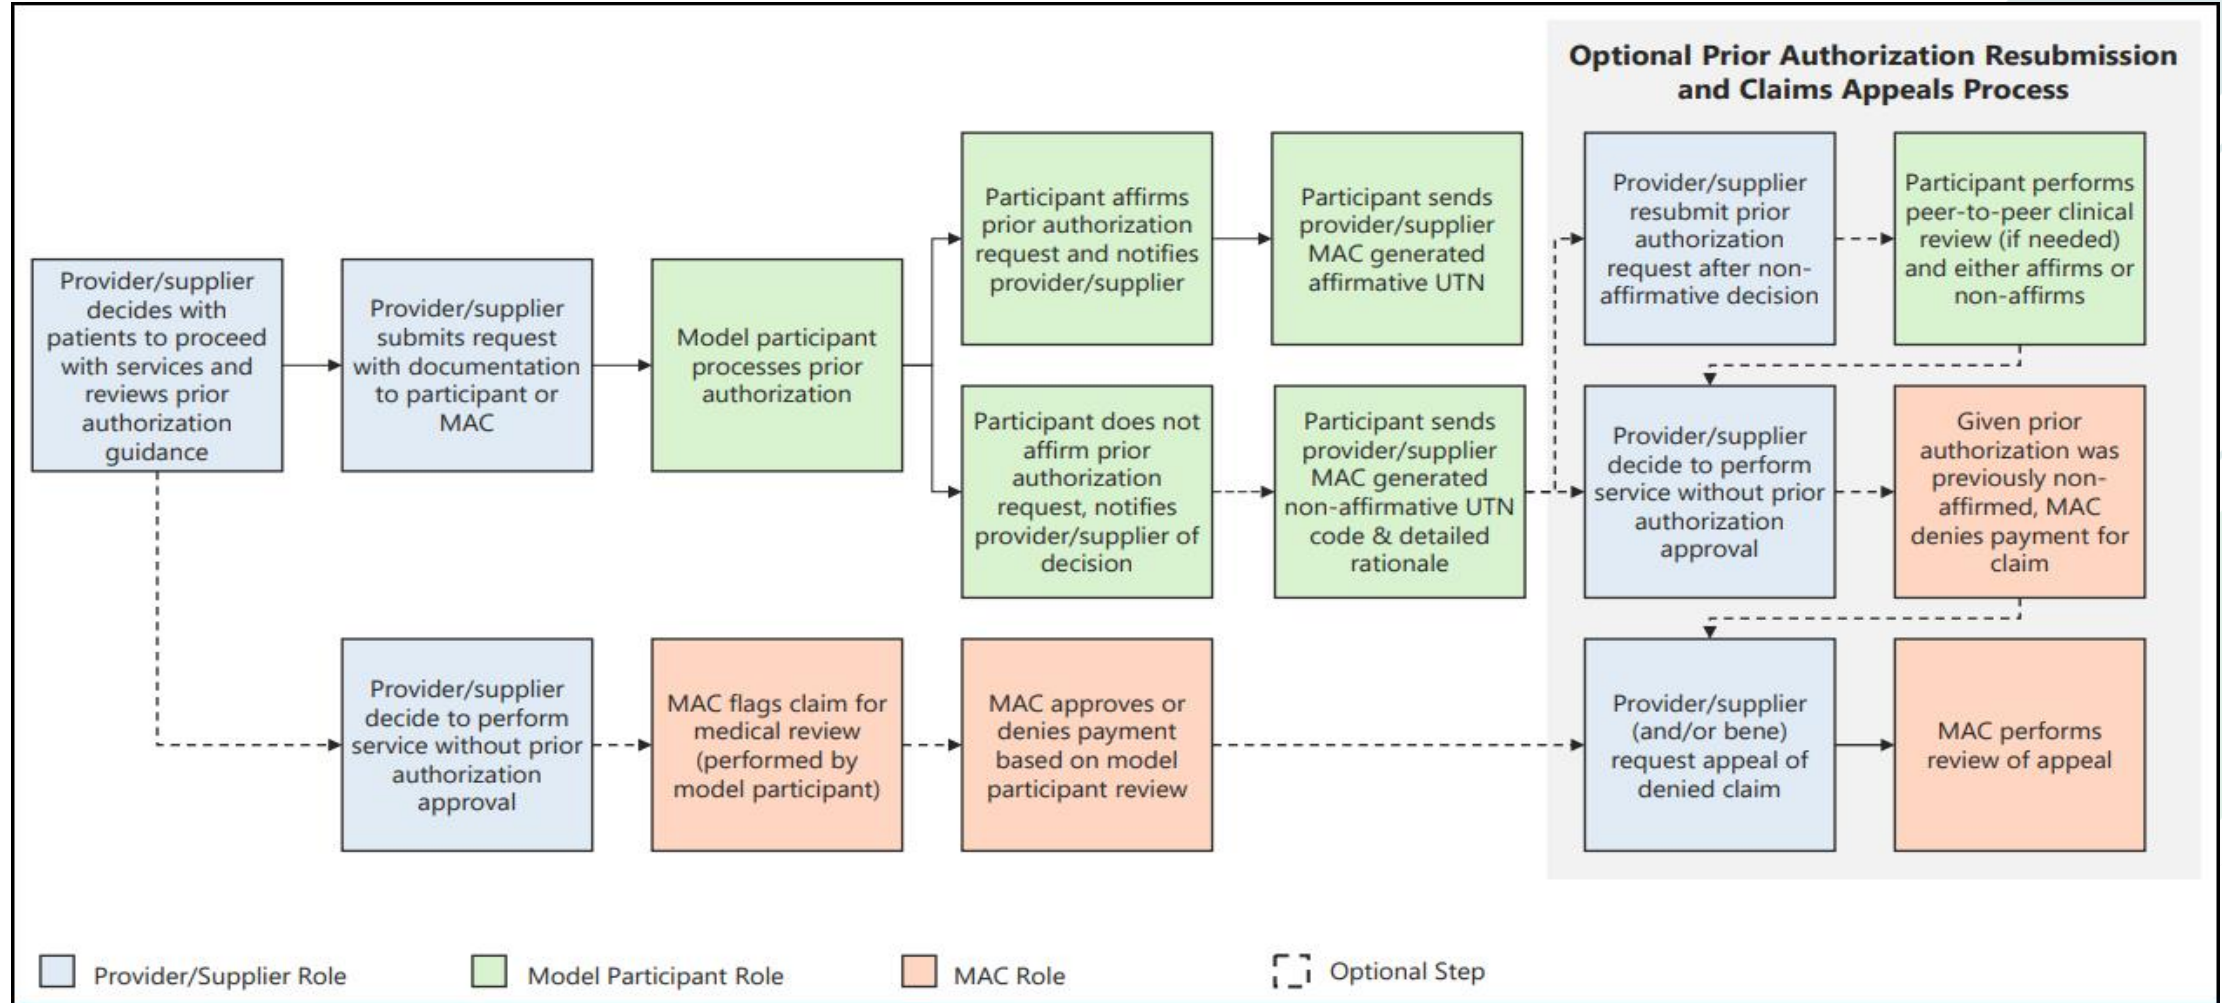 Optional Prior Authorization Resubmission
and Claims Appeals Process
Provider/supplier
decides with
patients to proceed
with services and
reviews prior
authorization
guidance
Provider/supplier
submits request
with documentation
to participant or
MAC
Model participant
processes prior
authorization
Participant affirms
prior authorization
request and notifies
provider/supplier
Participant sends
provider/supplier
MAC generated
affirmative UTN
Provider/supplier
resubmit prior
authorization
request after non-
affirmative decision
Participant performs
peer-to-peer clinical
review (if needed)
and either affirms or
non-affirms
Participant does not
affirm prior
authorization
request, notifies
provider/supplier of
decision
Participant sends
provider/supplier
MAC generated
non-affirmative UTN
code & detailed
rationale
Provider/supplier
decide to perform
service without prior
authorization
approval
Given prior
authorization was
previously non-
affirmed, MAC
denies payment for
claim
Provider/supplier
decide to perform
service without prior
authorization
approval
MAC flags claim for
medical review
(performed by
model participant)
MAC approves or
denies payment
based on model
participant review
Provider/supplier
(and/or bene)
request appeal of
denied claim
MAC performs
review of appeal
Provider/Supplier Role
Model Participant Role
MAC Role
Optional Step